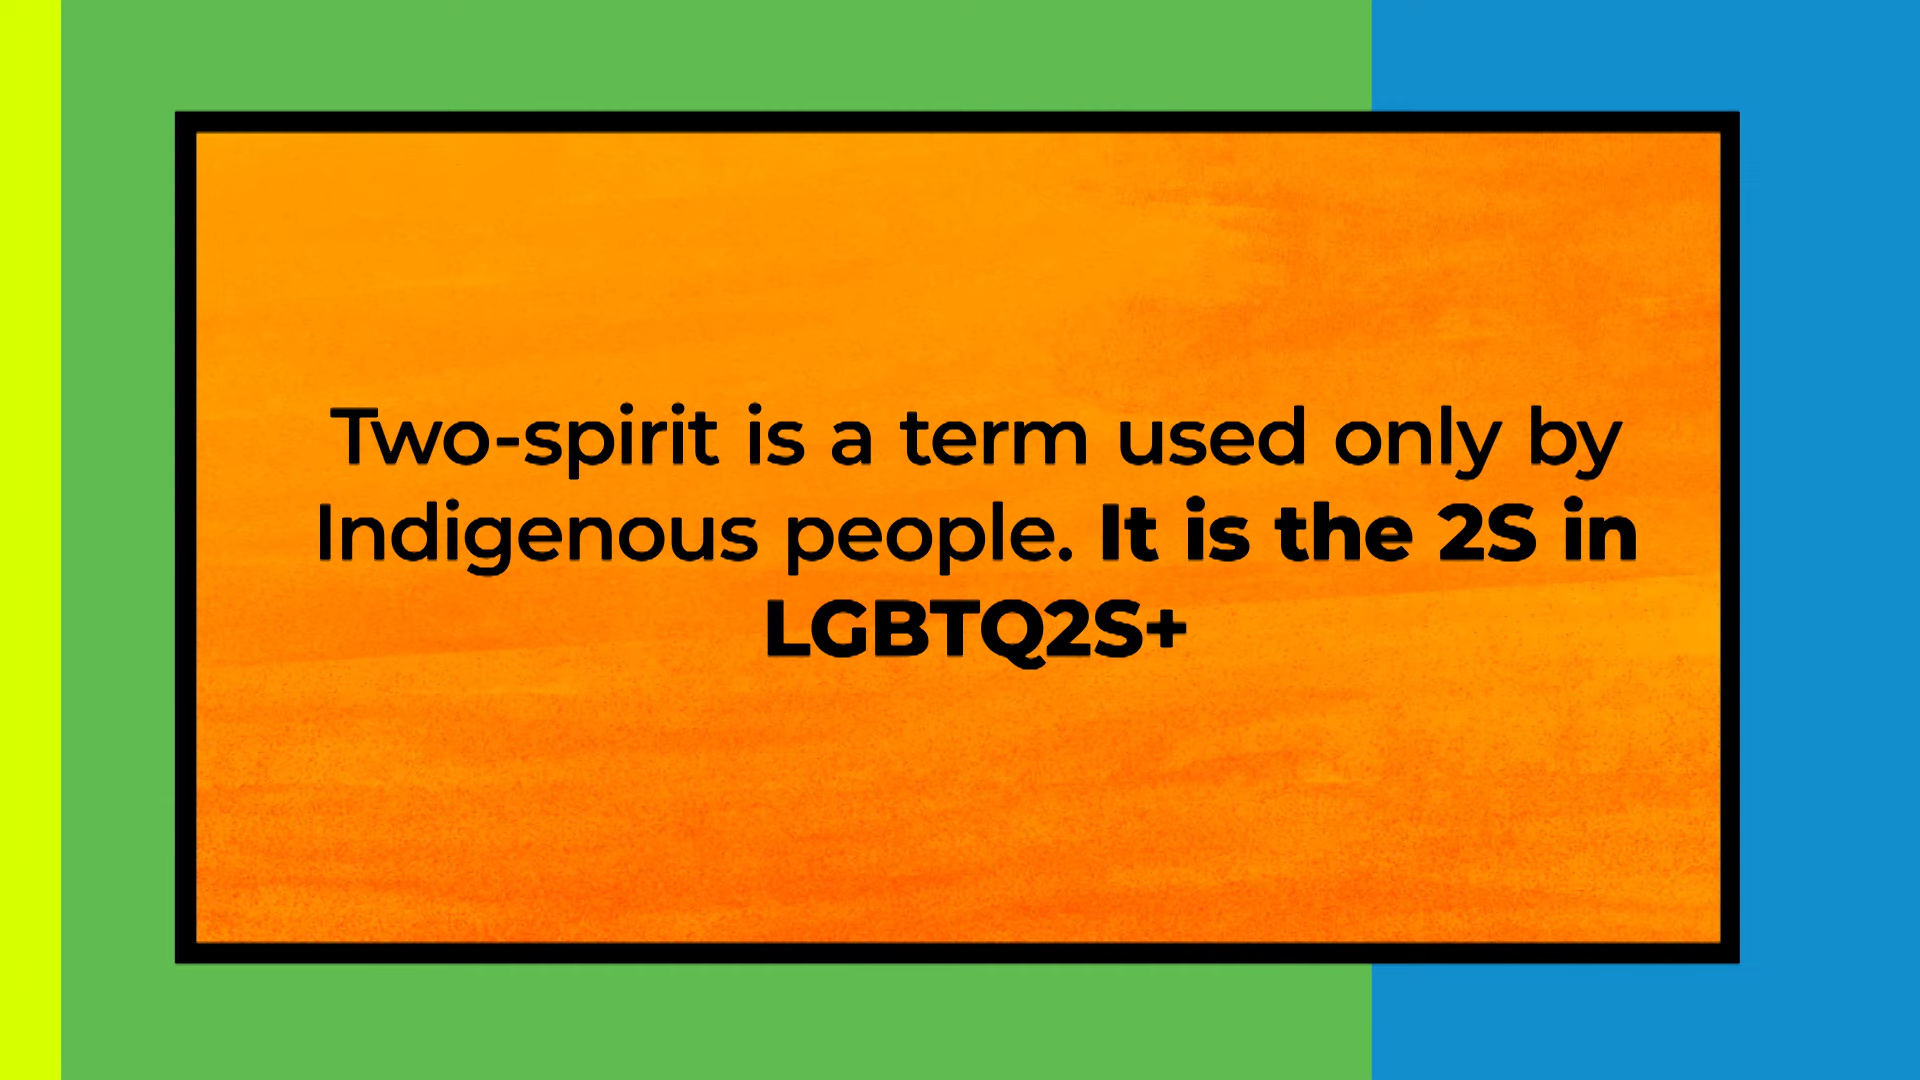 Two-spirit is a term used only by
Indigenous people. It is the 2S in
LGBTQ2S+